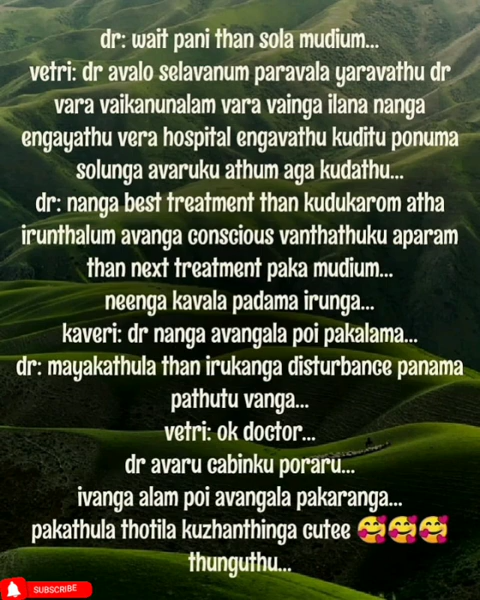 dr: wait pani than sola mudium...
vetri: dr avalo selavanum paravala yaravathu dr
vara vaikanunalam vara vainga ilana nanga
engayathu vera hospital engavathu kuditu ponuma
solunga avaruku athum aga kudathu...
dr: nanga best treatment than kudukarom atha
irunthalum avanga conscious vanthathuku aparam
than next treatment paka mudium...
neenga kavala padama irunga...
kaveri: dr nanga avangala poi pakalama...
dr: mayakathula than irukanga disturbance panama
pathutu vanga...
vetri: ok doctor...
dr avaru cabinku poraru...
ivanga alam poi avangala pakaranga...
pakathula thotila kuzhanthinga cutee 🥰🥰🥰
thunguthu...
SUBSCRIBE